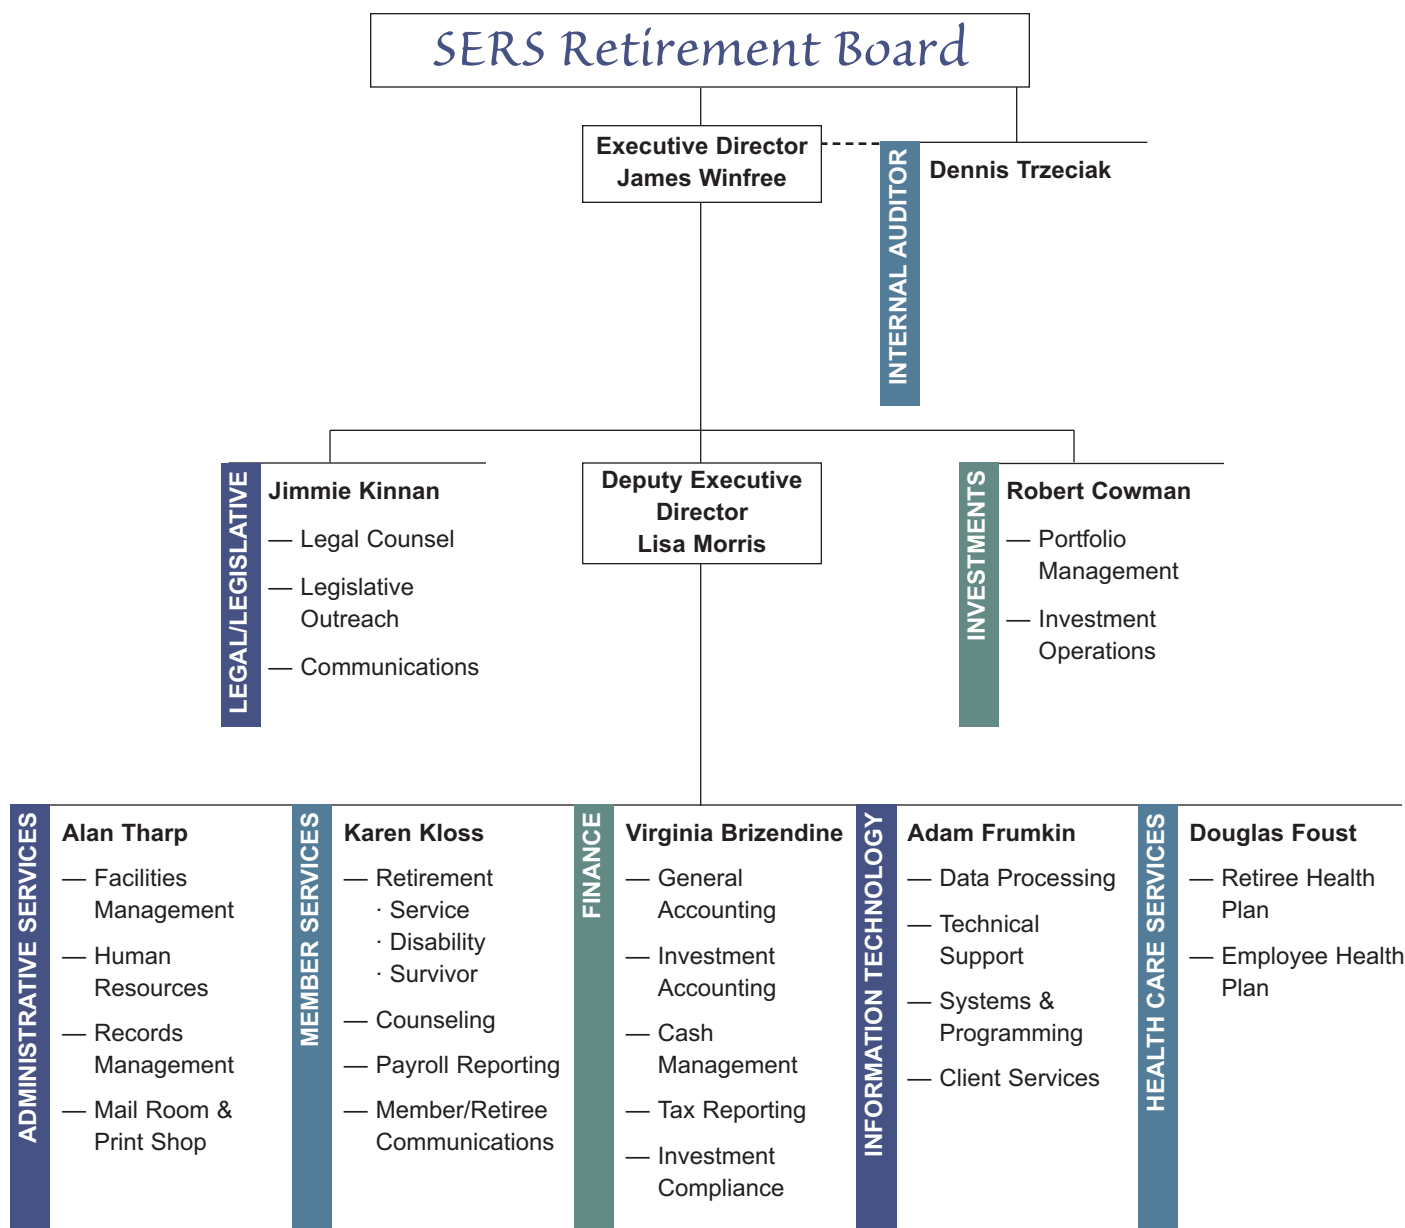 SERS Retirement Board
Executive Director
James Winfree
INTERNAL AUDITOR
Dennis Trzeciak
LEGAL/LEGISLATIVE
Jimmie Kinnan
— Legal Counsel
— Legislative
Outreach
— Communications
Deputy Executive
Director
Lisa Morris
INVESTMENTS
Robert Cowman
— Portfolio
Management
— Investment
Operations
ADMINISTRATIVE SERVICES
Alan Tharp
— Facilities
Management
— Human
Resources
— Records
Management
— Mail Room &
Print Shop
MEMBER SERVICES
Karen Kloss
— Retirement
· Service
· Disability
· Survivor
— Counseling
— Payroll Reporting
— Member/Retiree
Communications
FINANCE
Virginia Brizendine
— General
Accounting
— Investment
Accounting
— Cash
Management
— Tax Reporting
— Investment
Compliance
INFORMATION TECHNOLOGY
Adam Frumkin
— Data Processing
— Technical
Support
— Systems &
Programming
— Client Services
HEALTH CARE SERVICES
Douglas Foust
— Retiree Health
Plan
— Employee Health
Plan